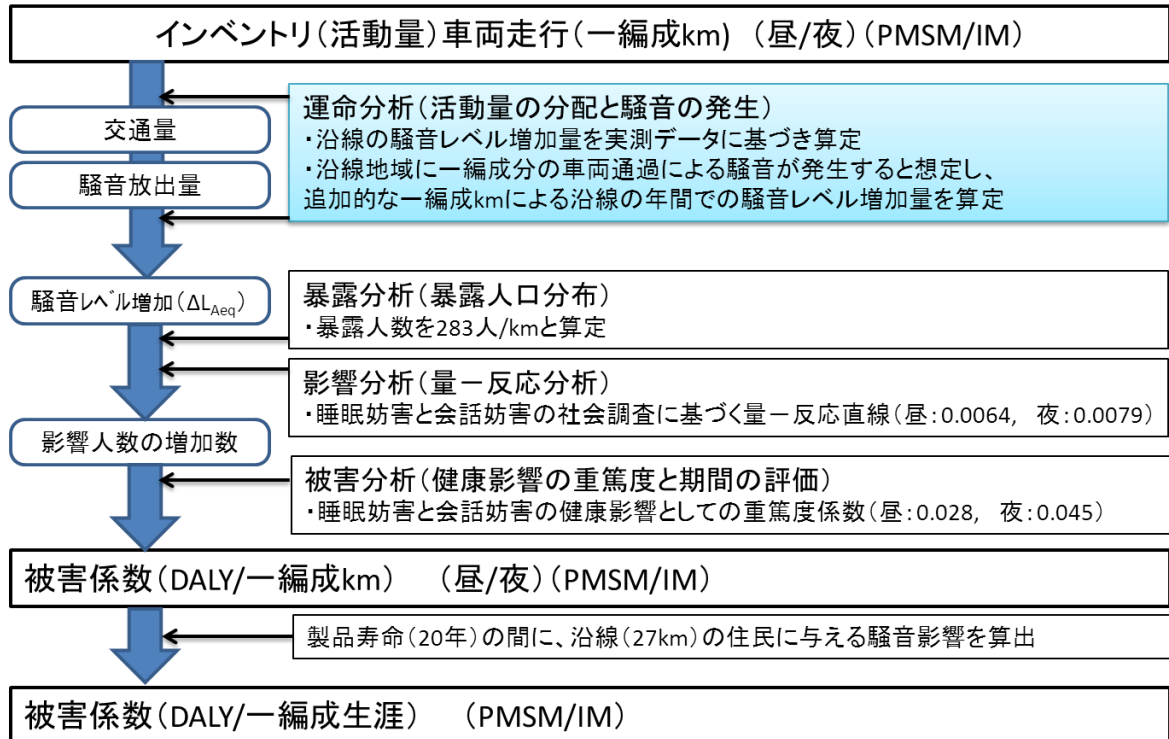 インベントリ（活動量）車両走行（一編成km） （昼/夜）（PMSM/IM）
運命分析（活動量の分配と騒音の発生）
・沿線の騒音レベル増加量を実測データに基づき算定
・沿線地域に一編成分の車両通過による騒音が発生すると想定し、
追加的な一編成kmによる沿線の年間での騒音レベル増加量を算定
交通量
騒音放出量
騒音ﾚﾍﾞﾙ増加（ΔLAeq）
暴露分析（暴露人口分布）
・暴露人数を283人/kmと算定
影響分析（量－反応分析）
・睡眠妨害と会話妨害の社会調査に基づく量－反応直線（昼：0.0064, 夜：0.0079）
影響人数の増加数
被害分析（健康影響の重篤度と期間の評価）
・睡眠妨害と会話妨害の健康影響としての重篤度係数（昼：0.028, 夜：0.045）
被害係数（DALY/一編成km） （昼/夜）（PMSM/IM）
製品寿命（20年）の間に、沿線（27km）の住民に与える騒音影響を算出
被害係数（DALY/一編成生涯） （PMSM/IM）